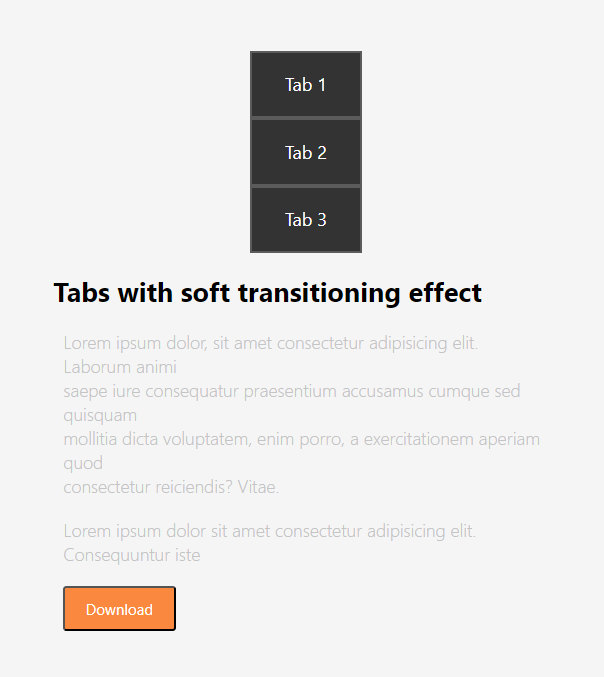 Tab 1
Tab 2
Tab 3
Tabs with soft transitioning effect
Lorem ipsum dolor, sit amet consectetur adipisicing elit.
Laborum animi
saepe iure consequatur praesentium accusamus cumque sed
quisquam
mollitia dicta voluptatem, enim porro, a exercitationem aperiam
quod
consectetur reiciendis? Vitae.
Lorem ipsum dolor sit amet consectetur adipisicing elit.
Consequuntur iste
Download